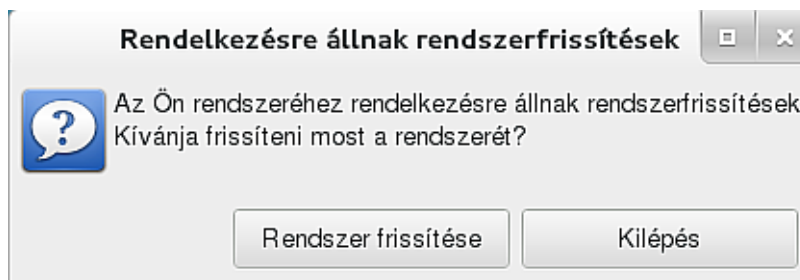 Rendelkezésre állnak rendszerfrissítések
Az Ön rendszeréhez rendelkezésre állnak rendszerfrissítések
Kívánja frissíteni most a rendszerét?
Rendszer frissítése
Kilépés